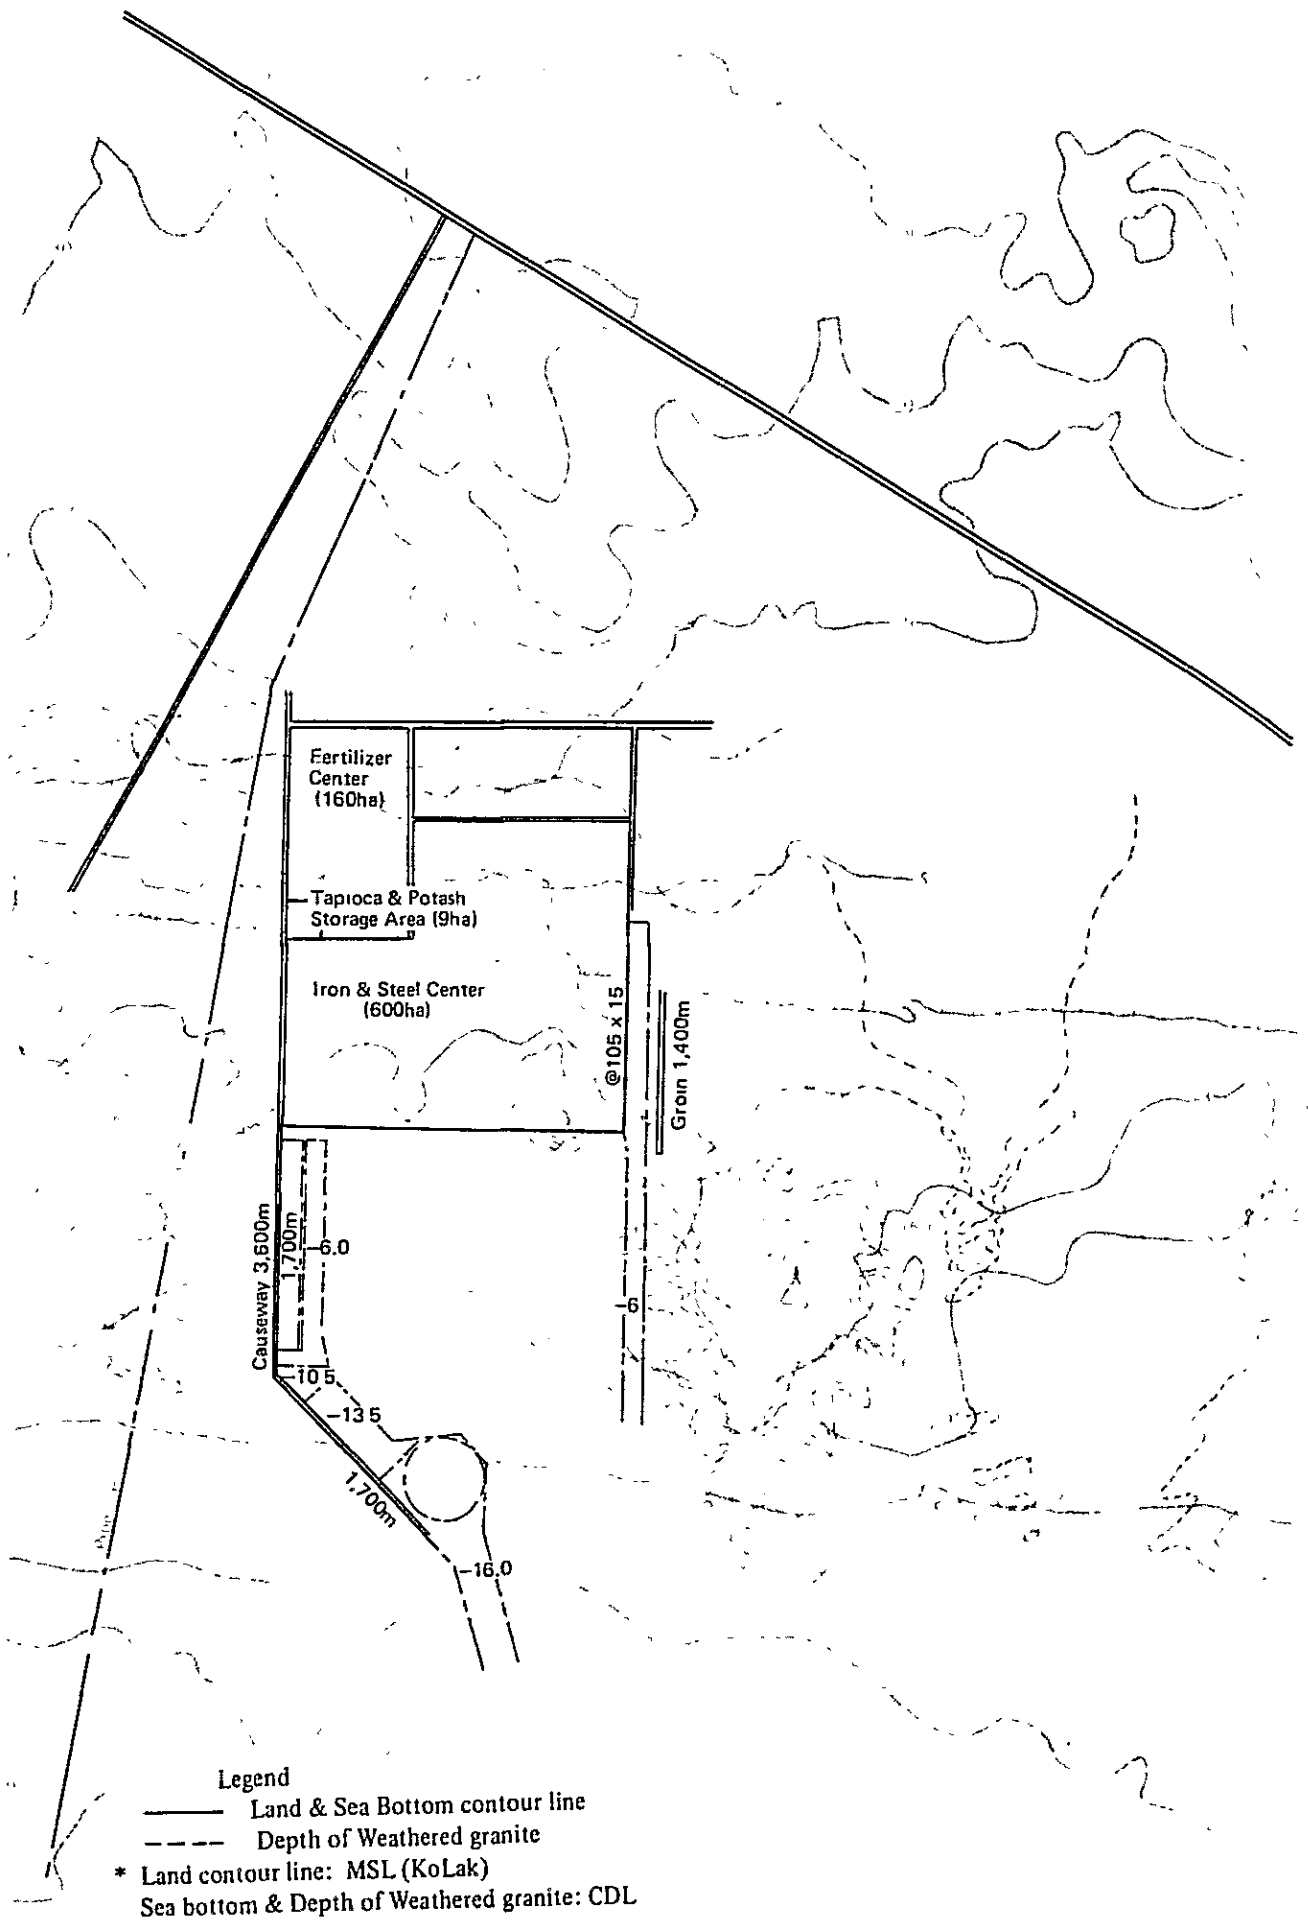 Eertilizer
Center
(160ha)
Tapioca & Potash
Storage Area (9ha)
Iron & Steel Center
(600ha)
@105 x 15
Groin 1,400m
Causeway 3,600m
1,700m
-6.0
-6
-10 5
-13 5
1,700m
-16.0
Legend
Land & Sea Bottom contour line
Depth of Weathered granite
* Land contour line: MSL (KoLak)
Sea bottom & Depth of Weathered granite: CDL